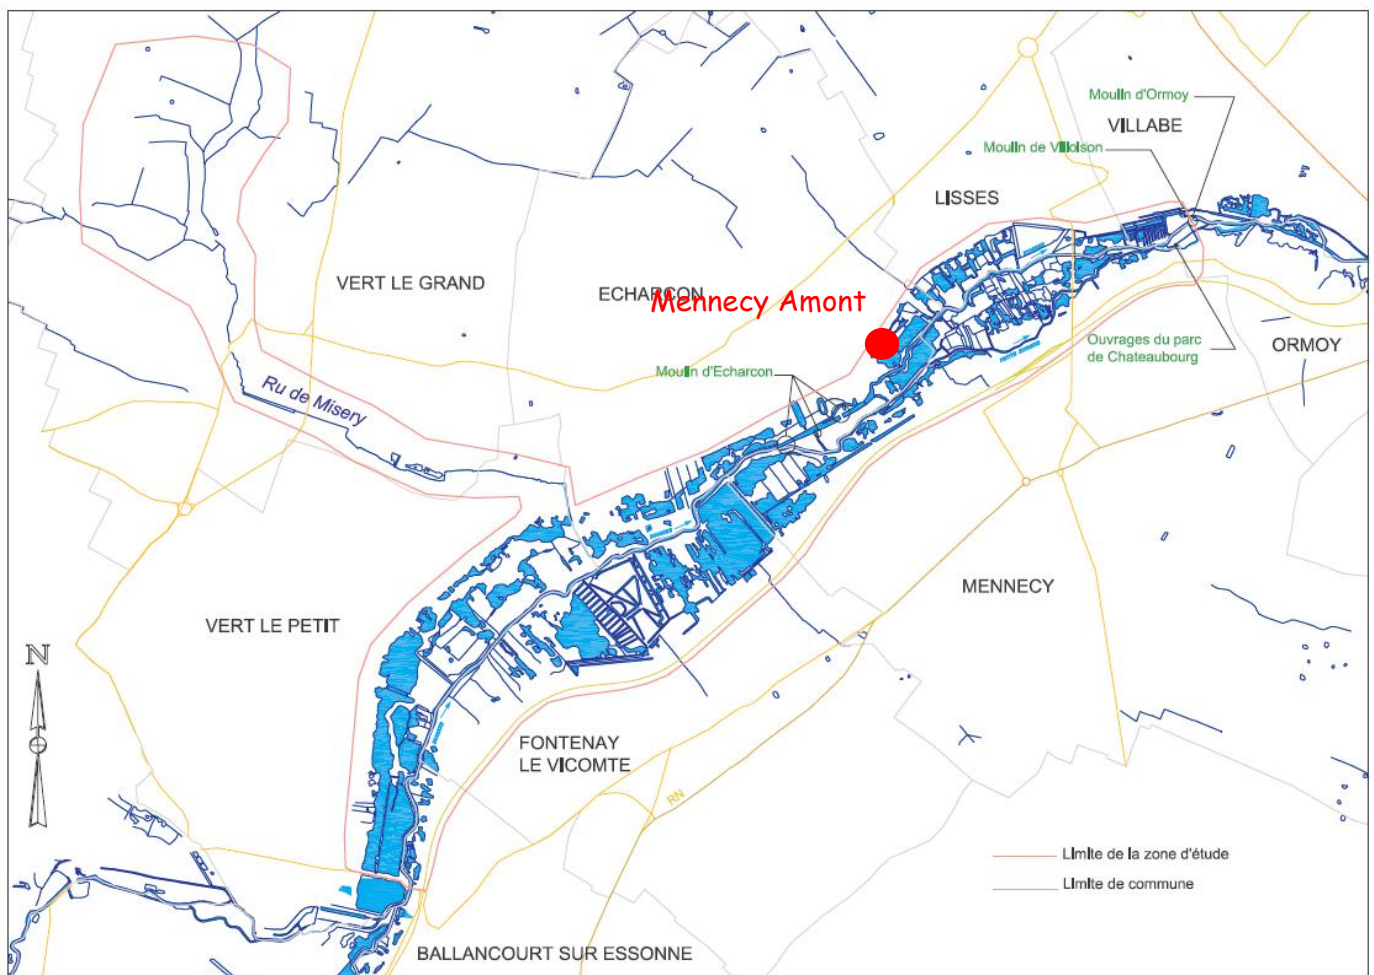 Moulin d'Ormoy
VILLABE
Moulin de Villolson
LISSES
VERT LE GRAND
ECHARCON
Mennecy Amont
Ouvrages du parc
de Chateaubourg
ORMOY
Moulin d'Echarcon
Ru de Misery
MENNECY
VERT LE PETIT
N
FONTENAY
LE VICOMTE
RN
Limite de la zone d'étude
Limite de commune
BALLANCOURT SUR ESSONNE